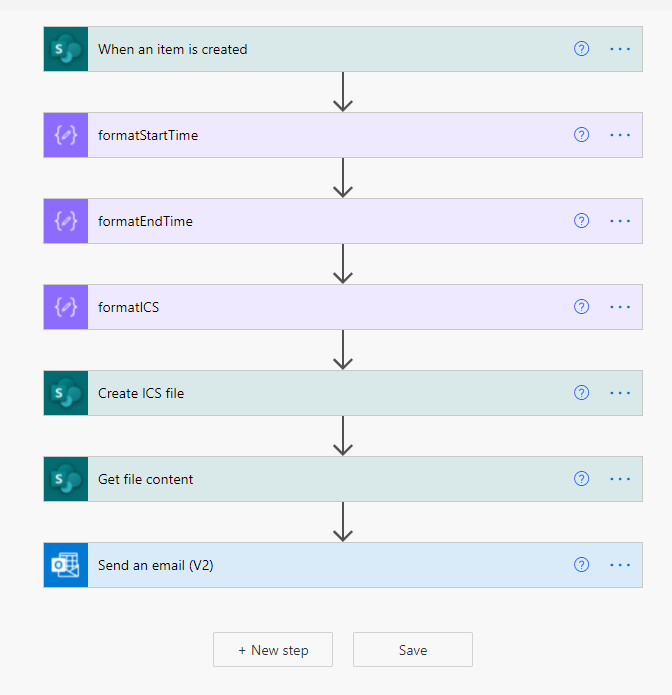 When an item is created
formatStartTime
formatEndTime
formatICS
Create ICS file
Get file content
Send an email (V2)
+ New step Save